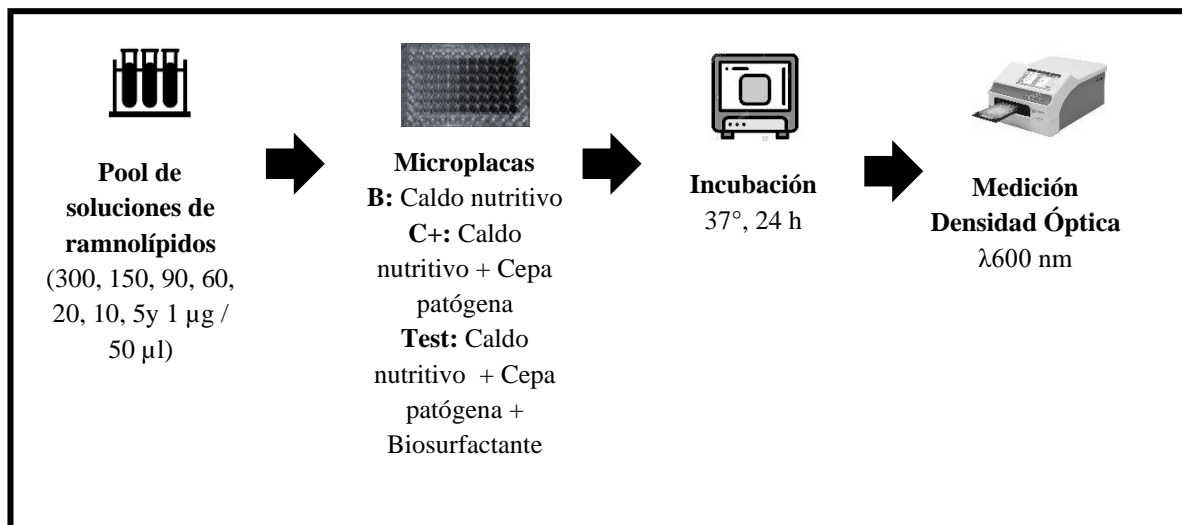 Pool de
soluciones de
ramnolípidos
(300, 150, 90, 60,
20, 10, 5y 1 µg /
50 µl)
Microplacas
B: Caldo nutritivo
C+: Caldo
nutritivo + Cepa
patógena
Test: Caldo
nutritivo + Cepa
patógena +
Biosurfactante
Incubación
37°, 24 h
Medición
Densidad Óptica
λ600 nm